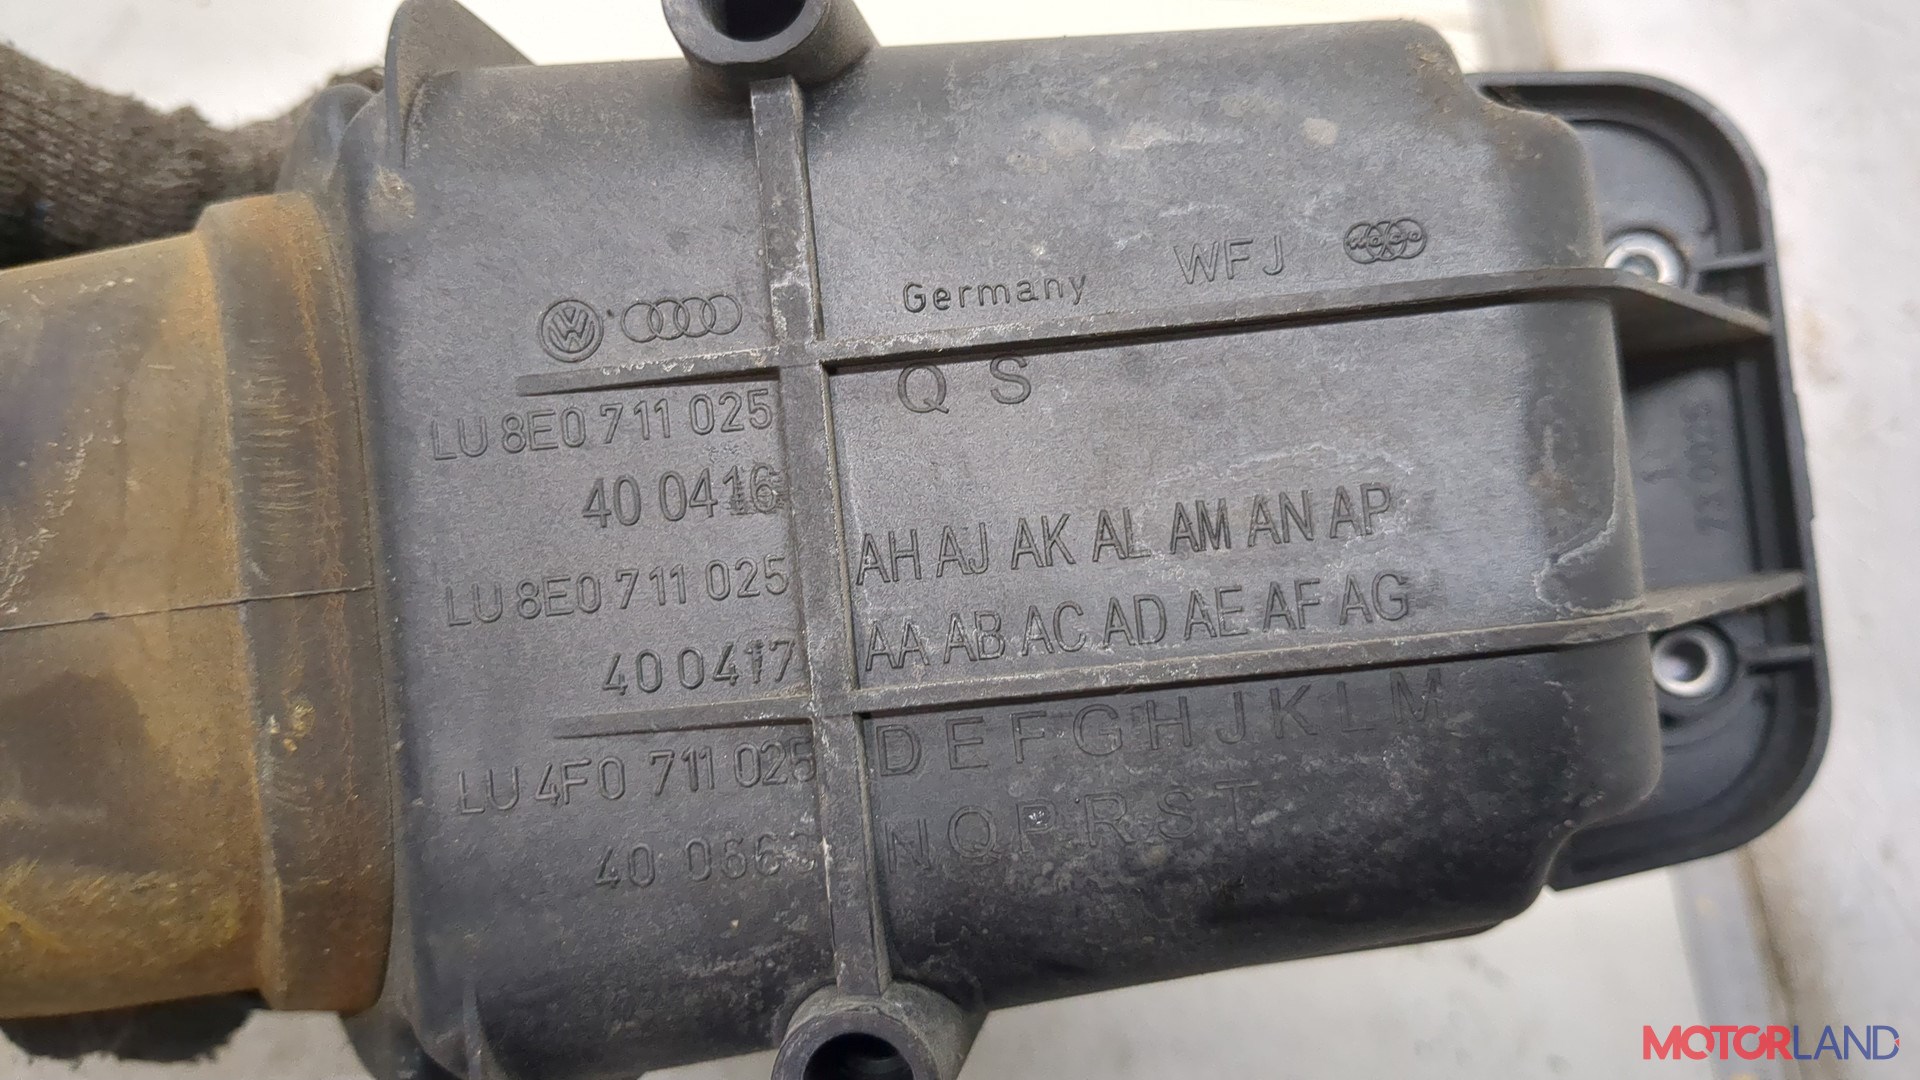 WFJ
VW
Germany
Q S
LU 8E0 711 025
40 0416
AH AJ AK AL AM AN AP
LU 8E0 711 025
AA AB AC AD AE AF AG
40 0417
D E F G H J K L M
LU 4F0 711 025
N Q P R S T
MOTORLAND